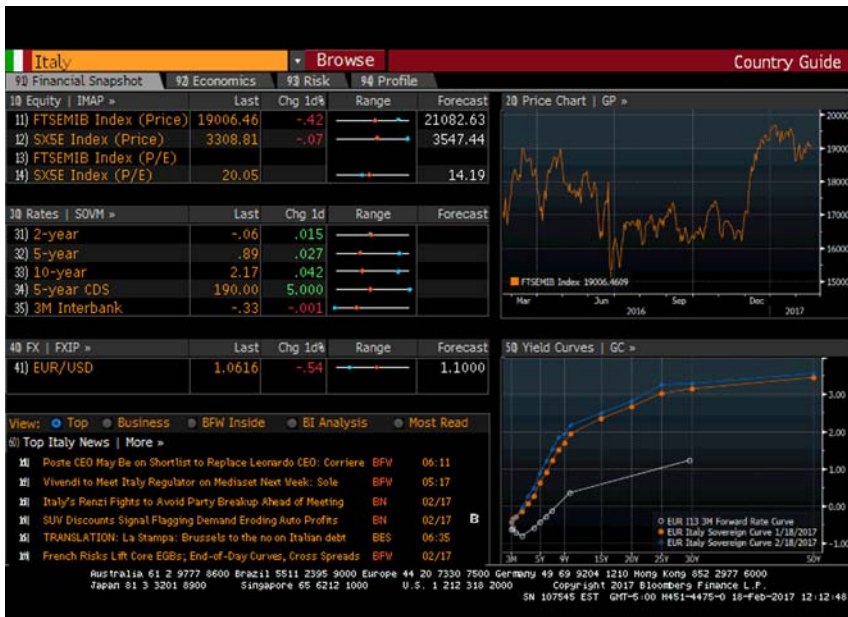 Italy Browse Country Guide
91) Financial Snapshot 92) Economics 93) Risk 94) Profile
10) Equity | IMAP » Last Chg 1d% Range Forecast
11) FTSEMIB Index (Price) 19006.46 -.42 21082.63
12) SX5E Index (Price) 3308.81 -.07 3547.44
13) FTSEMIB Index (P/E)
14) SX5E Index (P/E) 20.05 14.19
20) Price Chart | GP »
20000
19000
18000
17000
16000
15000
FTSEMIB Index 19006.4609
Mar Jun Sep Dec
2016 2017
30) Rates | SOVM » Last Chg 1d Range Forecast
31) 2-year -.06 .015
32) 5-year .89 .027
33) 10-year 2.17 .042
34) 5-year CDS 190.00 5.000
35) 3M Interbank -.33 -.001
40) FX | FXIP » Last Chg 1d% Range Forecast
41) EUR/USD 1.0616 -.54 1.1000
50) Yield Curves | GC »
4.00
3.00
2.00
1.00
0.00
-1.00
EUR I13 3M Forward Rate Curve
EUR Italy Sovereign Curve 1/18/2017
EUR Italy Sovereign Curve 2/18/2017
3M 5Y 9Y 15Y 20Y 25Y 30Y 50Y
View: Top Business BFW Inside BI Analysis Most Read
60) Top Italy News | More »
Poste CEO May Be on Shortlist to Replace Leonardo CEO: Corriere BFW 06:11
Vivendi to Meet Italy Regulator on Mediaset Next Week: Sole BFW 05:17
Italy's Renzi Fights to Avoid Party Breakup Ahead of Meeting BN 02/17
SUV Discounts Signal Flagging Demand Eroding Auto Profits BN 02/17 B
TRANSLATION: La Stampa: Brussels to the no on Italian debt BES 06:35
French Risks Lift Core EGBs; End-of-Day Curves, Cross Spreads BFW 02/17
Australia 61 2 9777 8600 Brazil 5511 2395 9000 Europe 44 20 7330 7500 Germany 49 69 9204 1210 Hong Kong 852 2977 6000
Japan 81 3 3201 8900 Singapore 65 6212 1000 U.S. 1 212 318 2000 Copyright 2017 Bloomberg Finance L.P.
SN 107545 EST GMT-5:00 H451-4475-0 18-Feb-2017 12:12:48